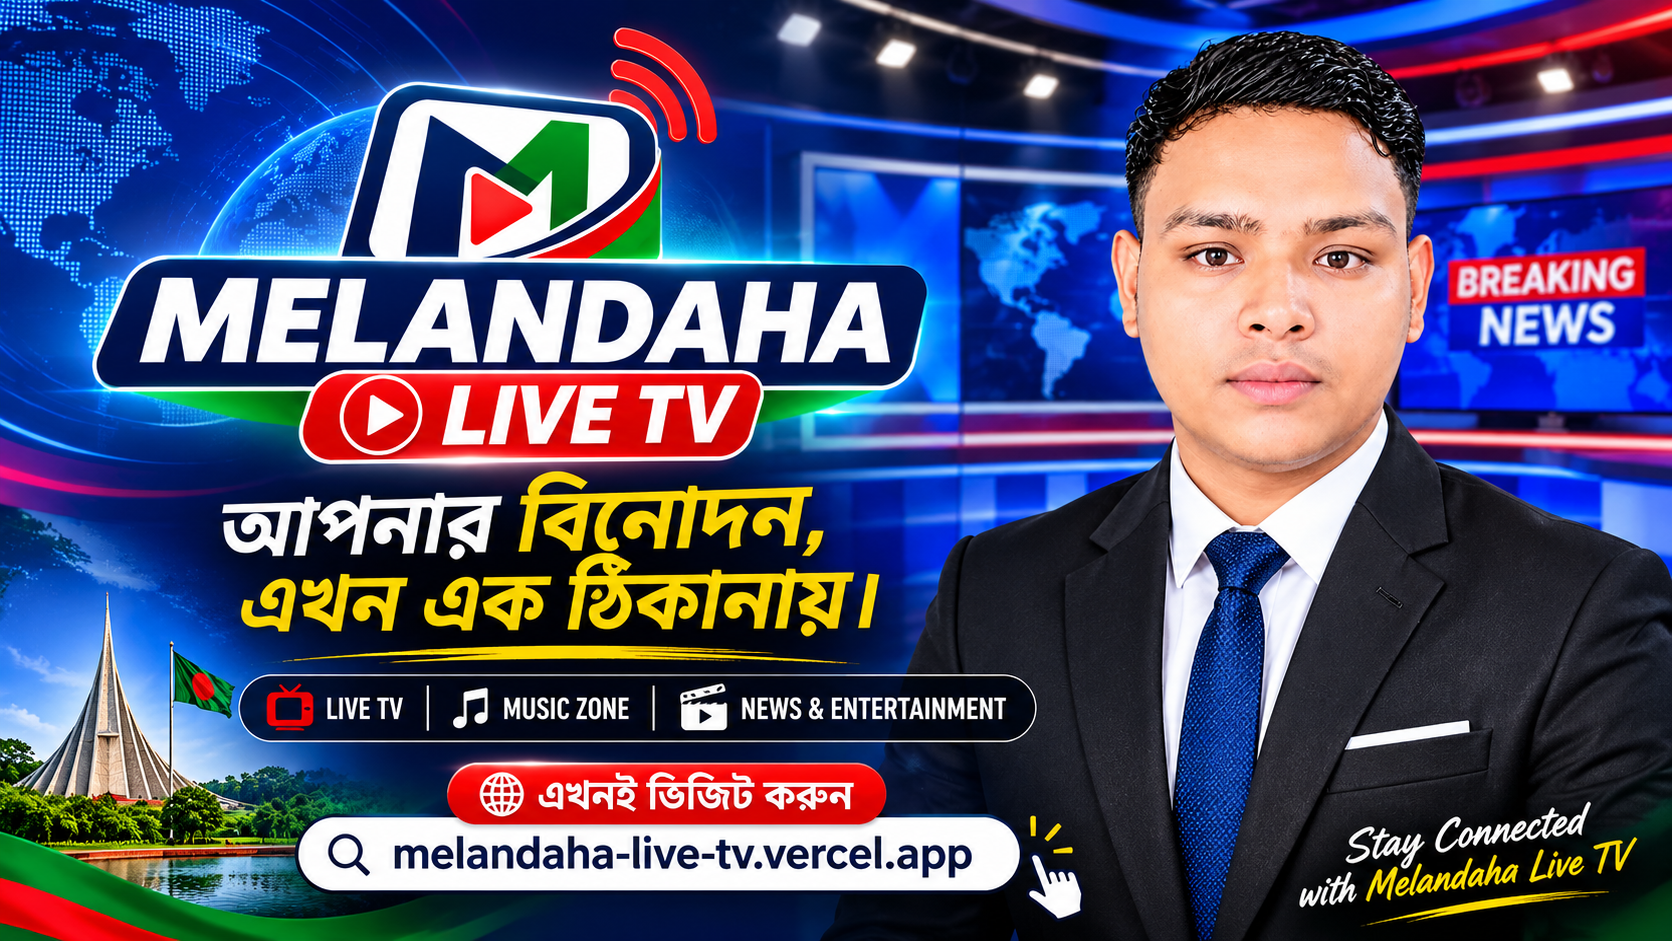 MELANDAHA
LIVE TV
আপনার বিনোদন,
এখন এক ঠিকানায়।
LIVE TV
MUSIC ZONE
NEWS & ENTERTAINMENT
এখনই ভিজিট করুন
melandaha-live-tv.vercel.app
BREAKING
NEWS
Stay Connected
with Melandaha Live TV